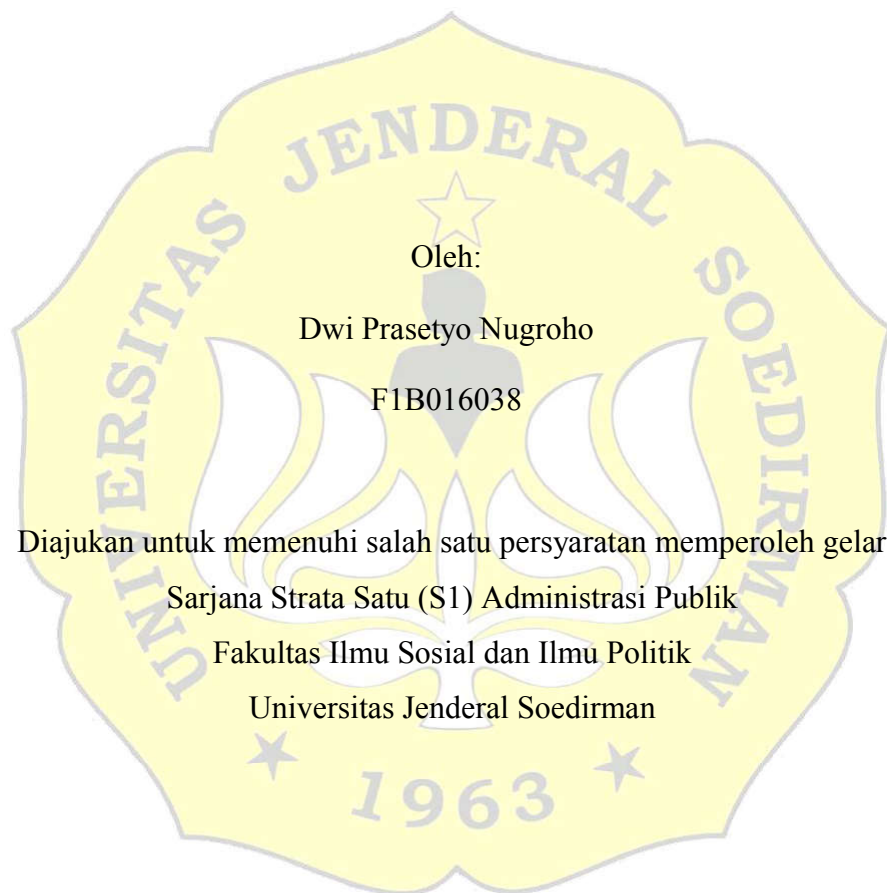 UNIVERSITAS JENDERAL SOEDIRMAN
Oleh:
Dwi Prasetyo Nugroho
F1B016038
Diajukan untuk memenuhi salah satu persyaratan memperoleh gelar
Sarjana Strata Satu (S1) Administrasi Publik
Fakultas Ilmu Sosial dan Ilmu Politik
Universitas Jenderal Soedirman
1963